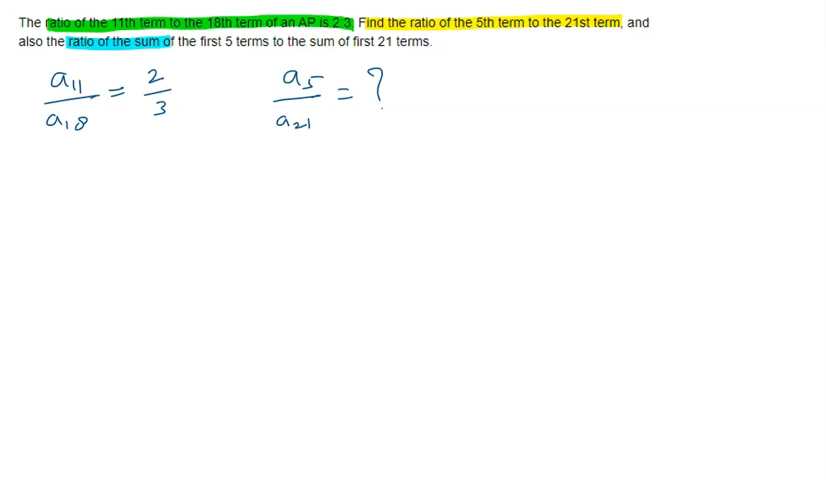 The ratio of the 11th term to the 18th term of an AP is 2:3. Find the ratio of the 5th term to the 21st term, and
also the ratio of the sum of the first 5 terms to the sum of first 21 terms.
a11/a18 = 2/3 a5/a21 = ?